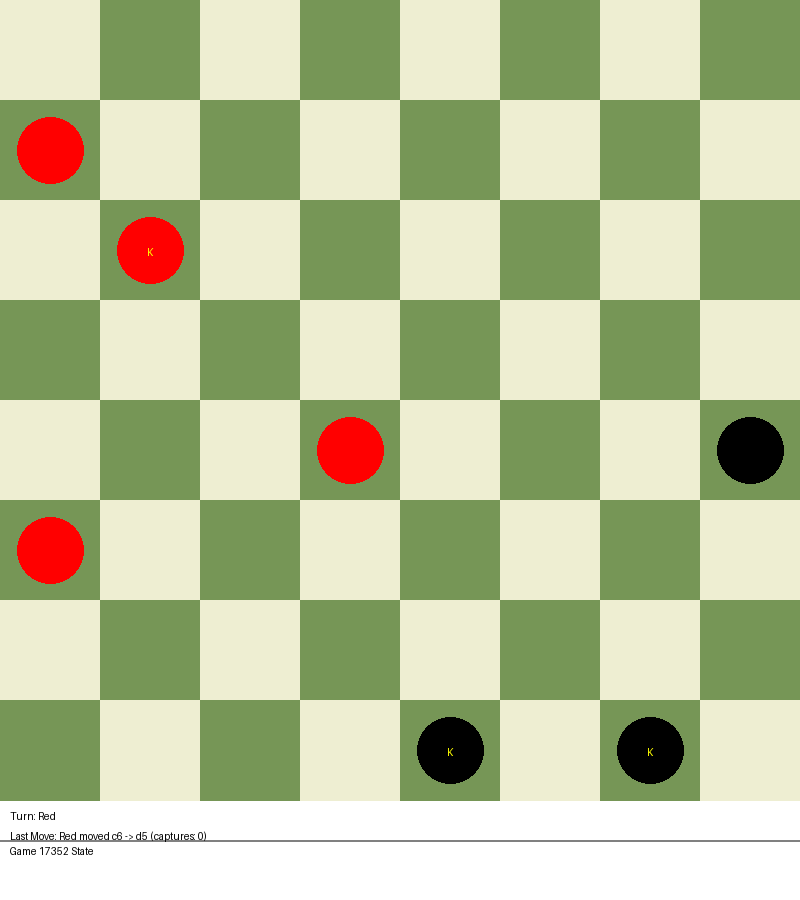 K
K K
Turn: Red
Last Move: Red moved c6 -> d5 (captures: 0)
Game 17352 State